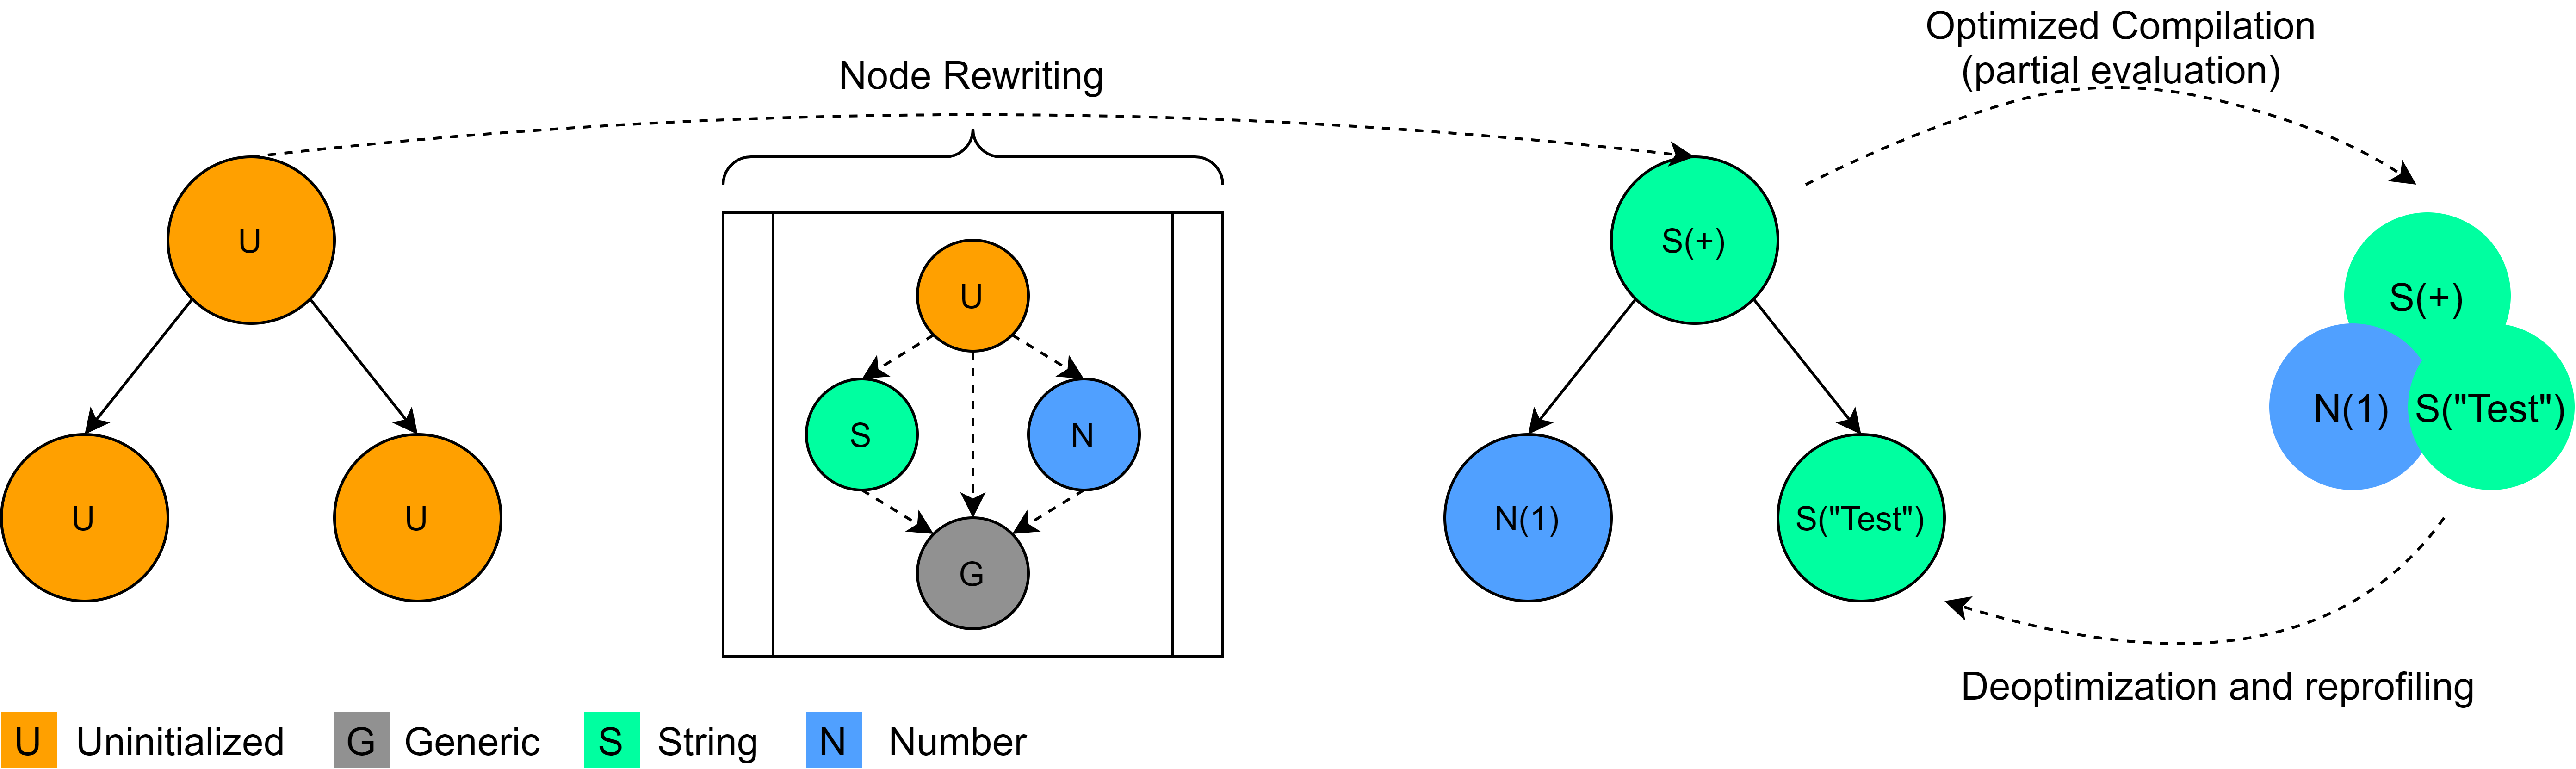 Optimized Compilation
(partial evaluation)
Node Rewriting
U
U
U
U
S
N
G
S(+)
N(1)
S("Test")
S(+)
N(1)
S("Test")
Deoptimization and reprofiling
U Uninitialized
G Generic
S String
N Number